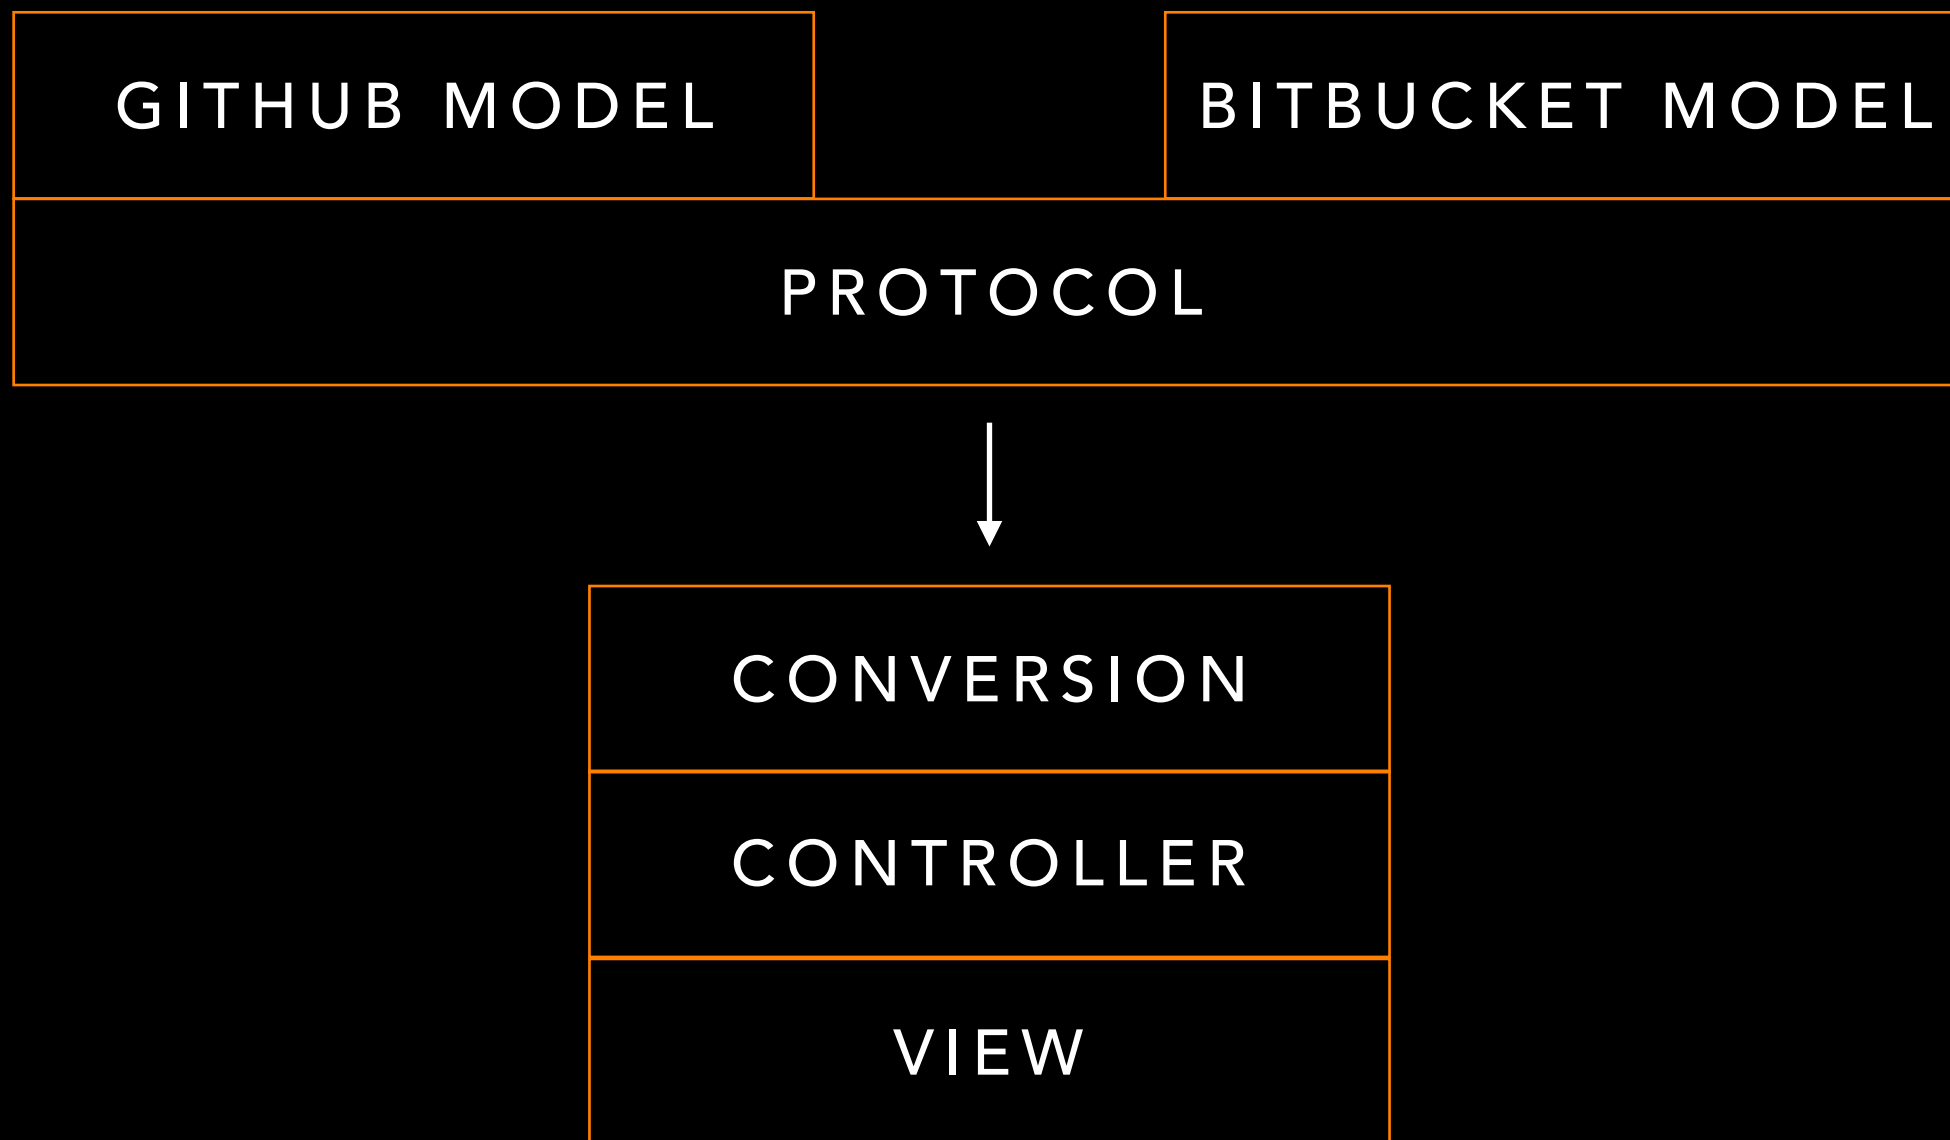 GITHUB MODEL
BITBUCKET MODEL
PROTOCOL
CONVERSION
CONTROLLER
VIEW